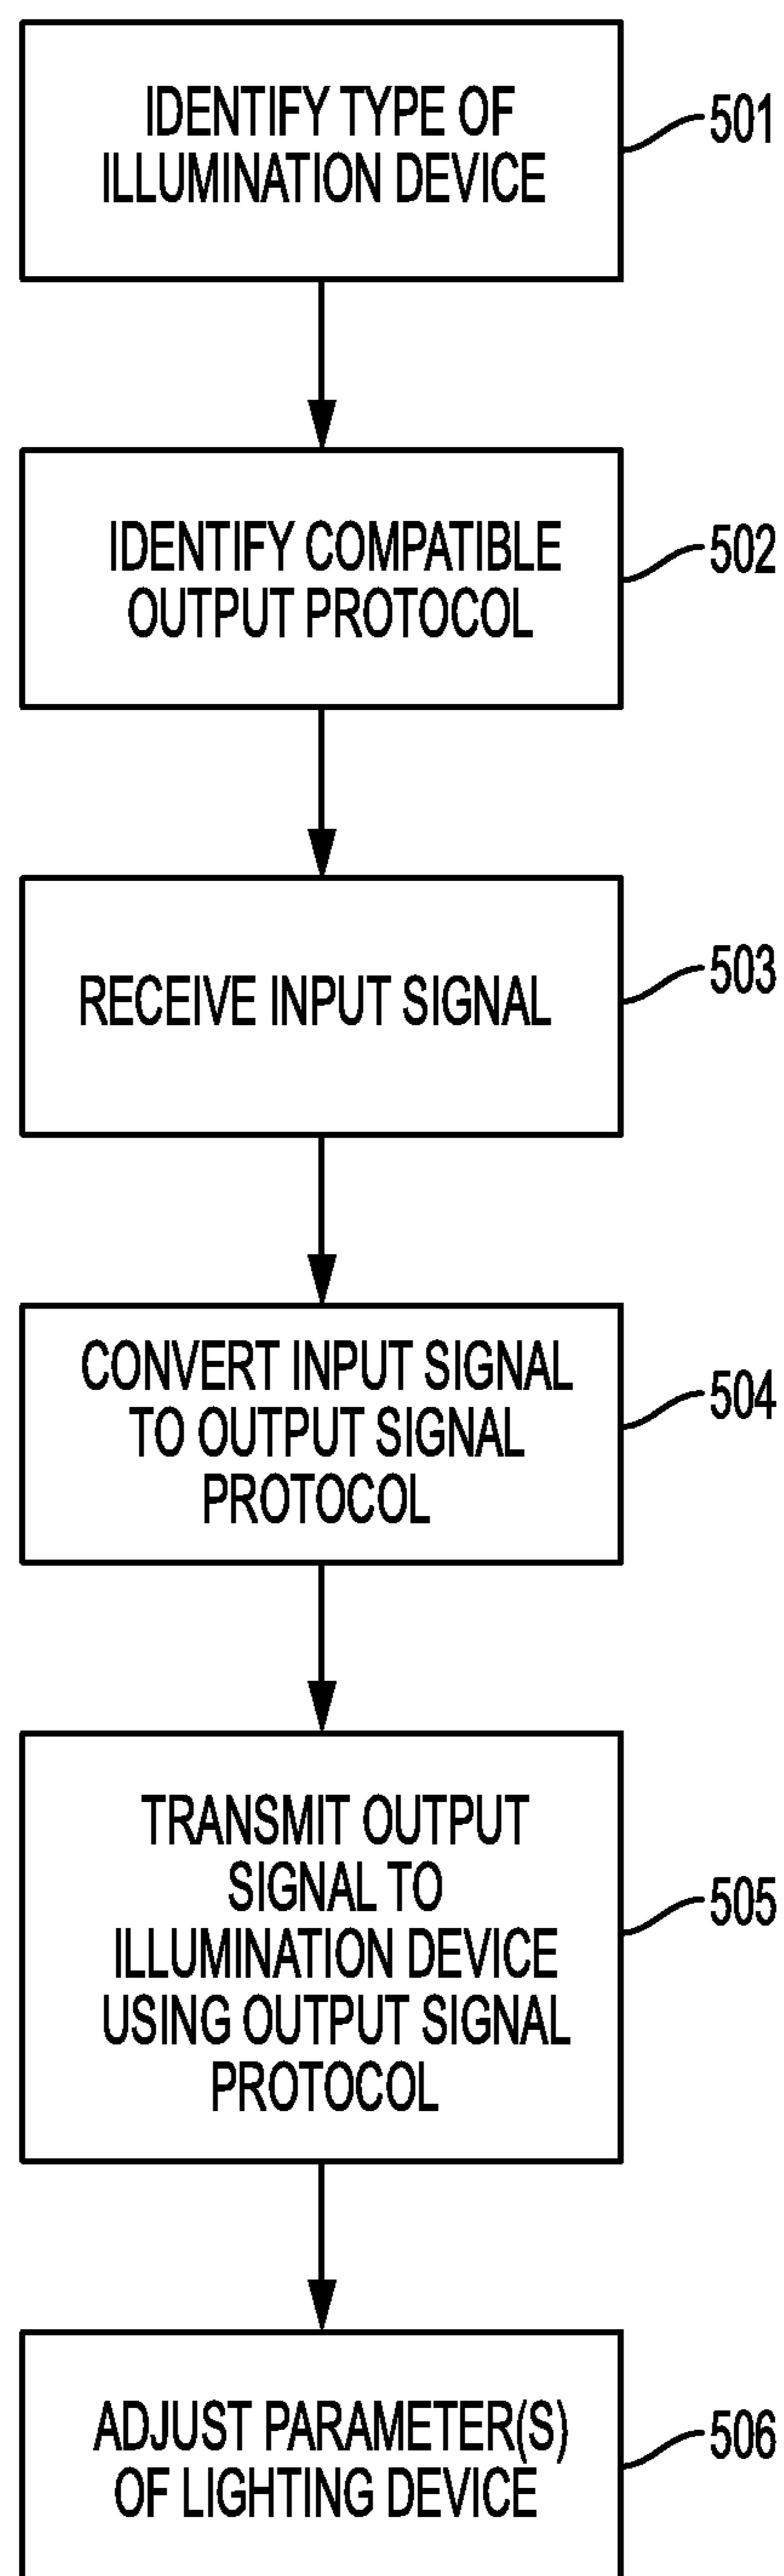 IDENTIFY TYPE OF
ILLUMINATION DEVICE
501
IDENTIFY COMPATIBLE
OUTPUT PROTOCOL
502
RECEIVE INPUT SIGNAL
503
CONVERT INPUT SIGNAL
TO OUTPUT SIGNAL
PROTOCOL
504
TRANSMIT OUTPUT
SIGNAL TO
ILLUMINATION DEVICE
USING OUTPUT SIGNAL
PROTOCOL
505
ADJUST PARAMETER(S)
OF LIGHTING DEVICE
506